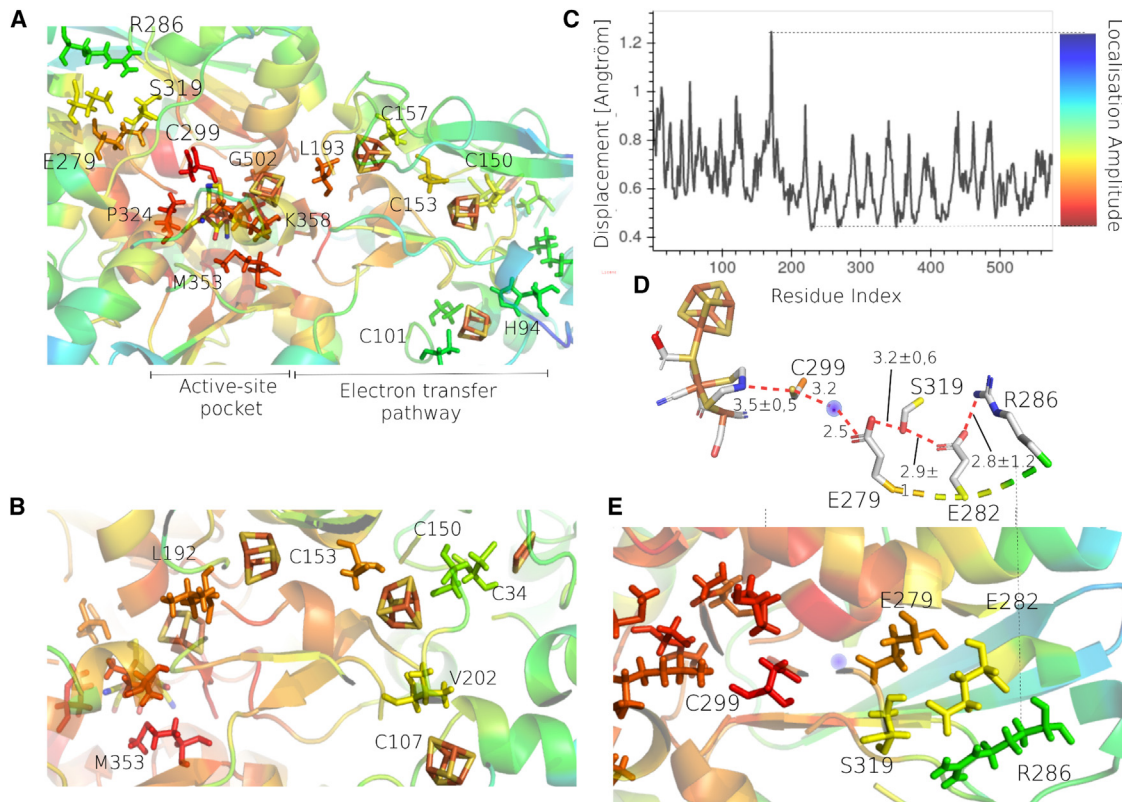 A
R286
S319
C299
E279
G502
L193
C157
C150
C153
P324
K358
M353
C101
H94
Active-site
pocket
Electron transfer
pathway
B
L192
C153
C150
C34
V202
M353
C107
C
Displacement [Angtröm]
1.2
1
0.8
0.6
0.4
100
200
300
400
500
Residue Index
Localisation Amplitude
D
C299
3.2±0,6
S319
R286
3.2
3,5±0,5
2.5
2.9±
1
2.8±1.2
E279
E282
E
E279
E282
C299
S319
R286